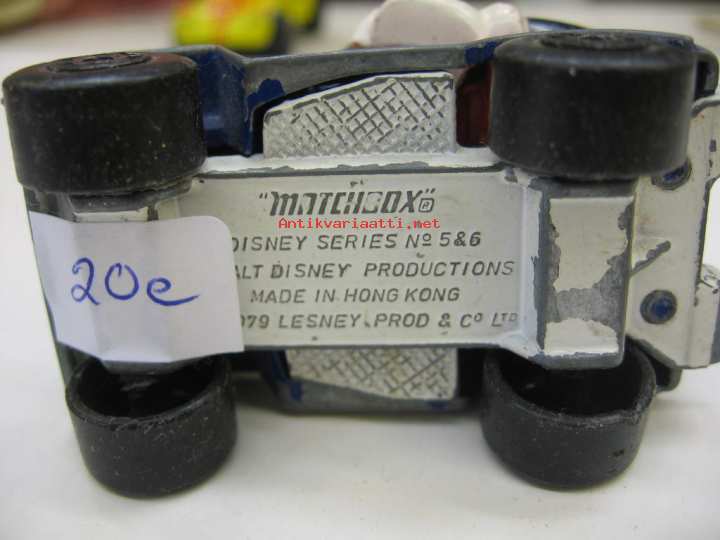 "MATCHBOX"®
Antikvariaatti.net
DISNEY SERIES Nº 5&6
ALT DISNEY PRODUCTIONS
MADE IN HONG KONG
979 LESNEY PROD & Cº LTD
20e